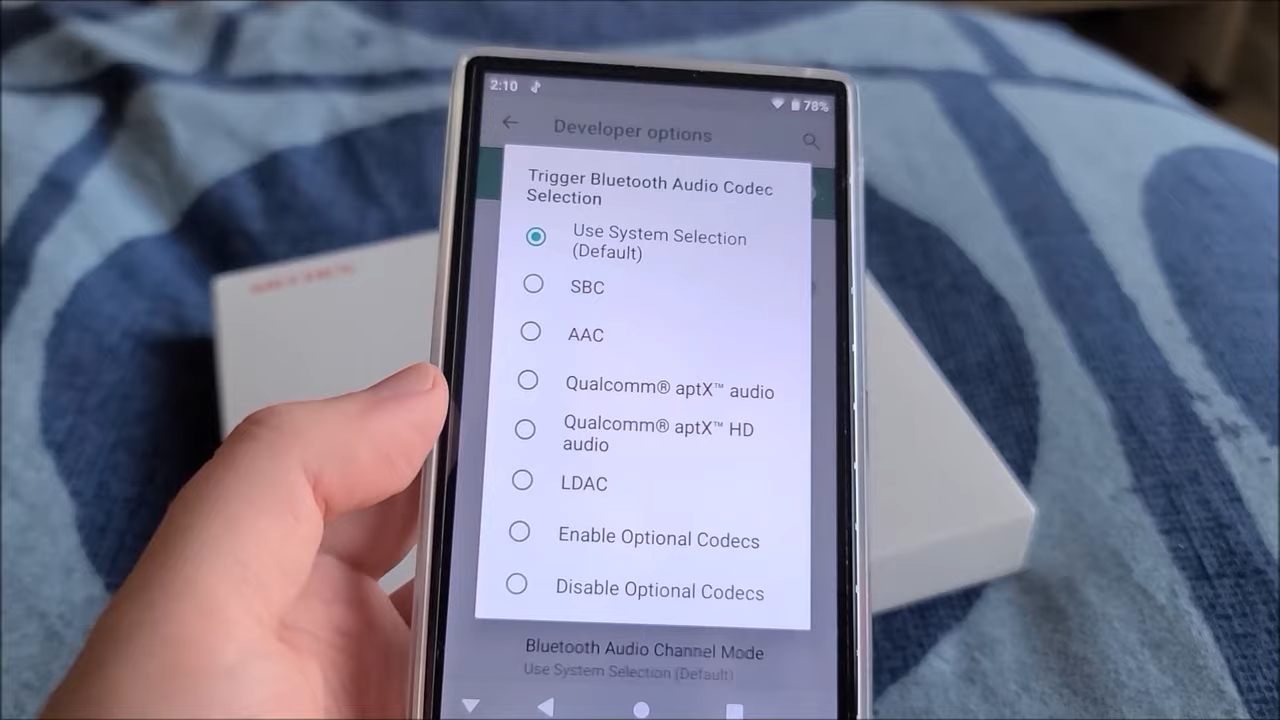 2:10
78%
Developer options
Trigger Bluetooth Audio Codec
Selection
Use System Selection
(Default)
SBC
AAC
Qualcomm® aptX™ audio
Qualcomm® aptX™ HD
audio
LDAC
Enable Optional Codecs
Disable Optional Codecs
Bluetooth Audio Channel Mode
Use System Selection (Default)